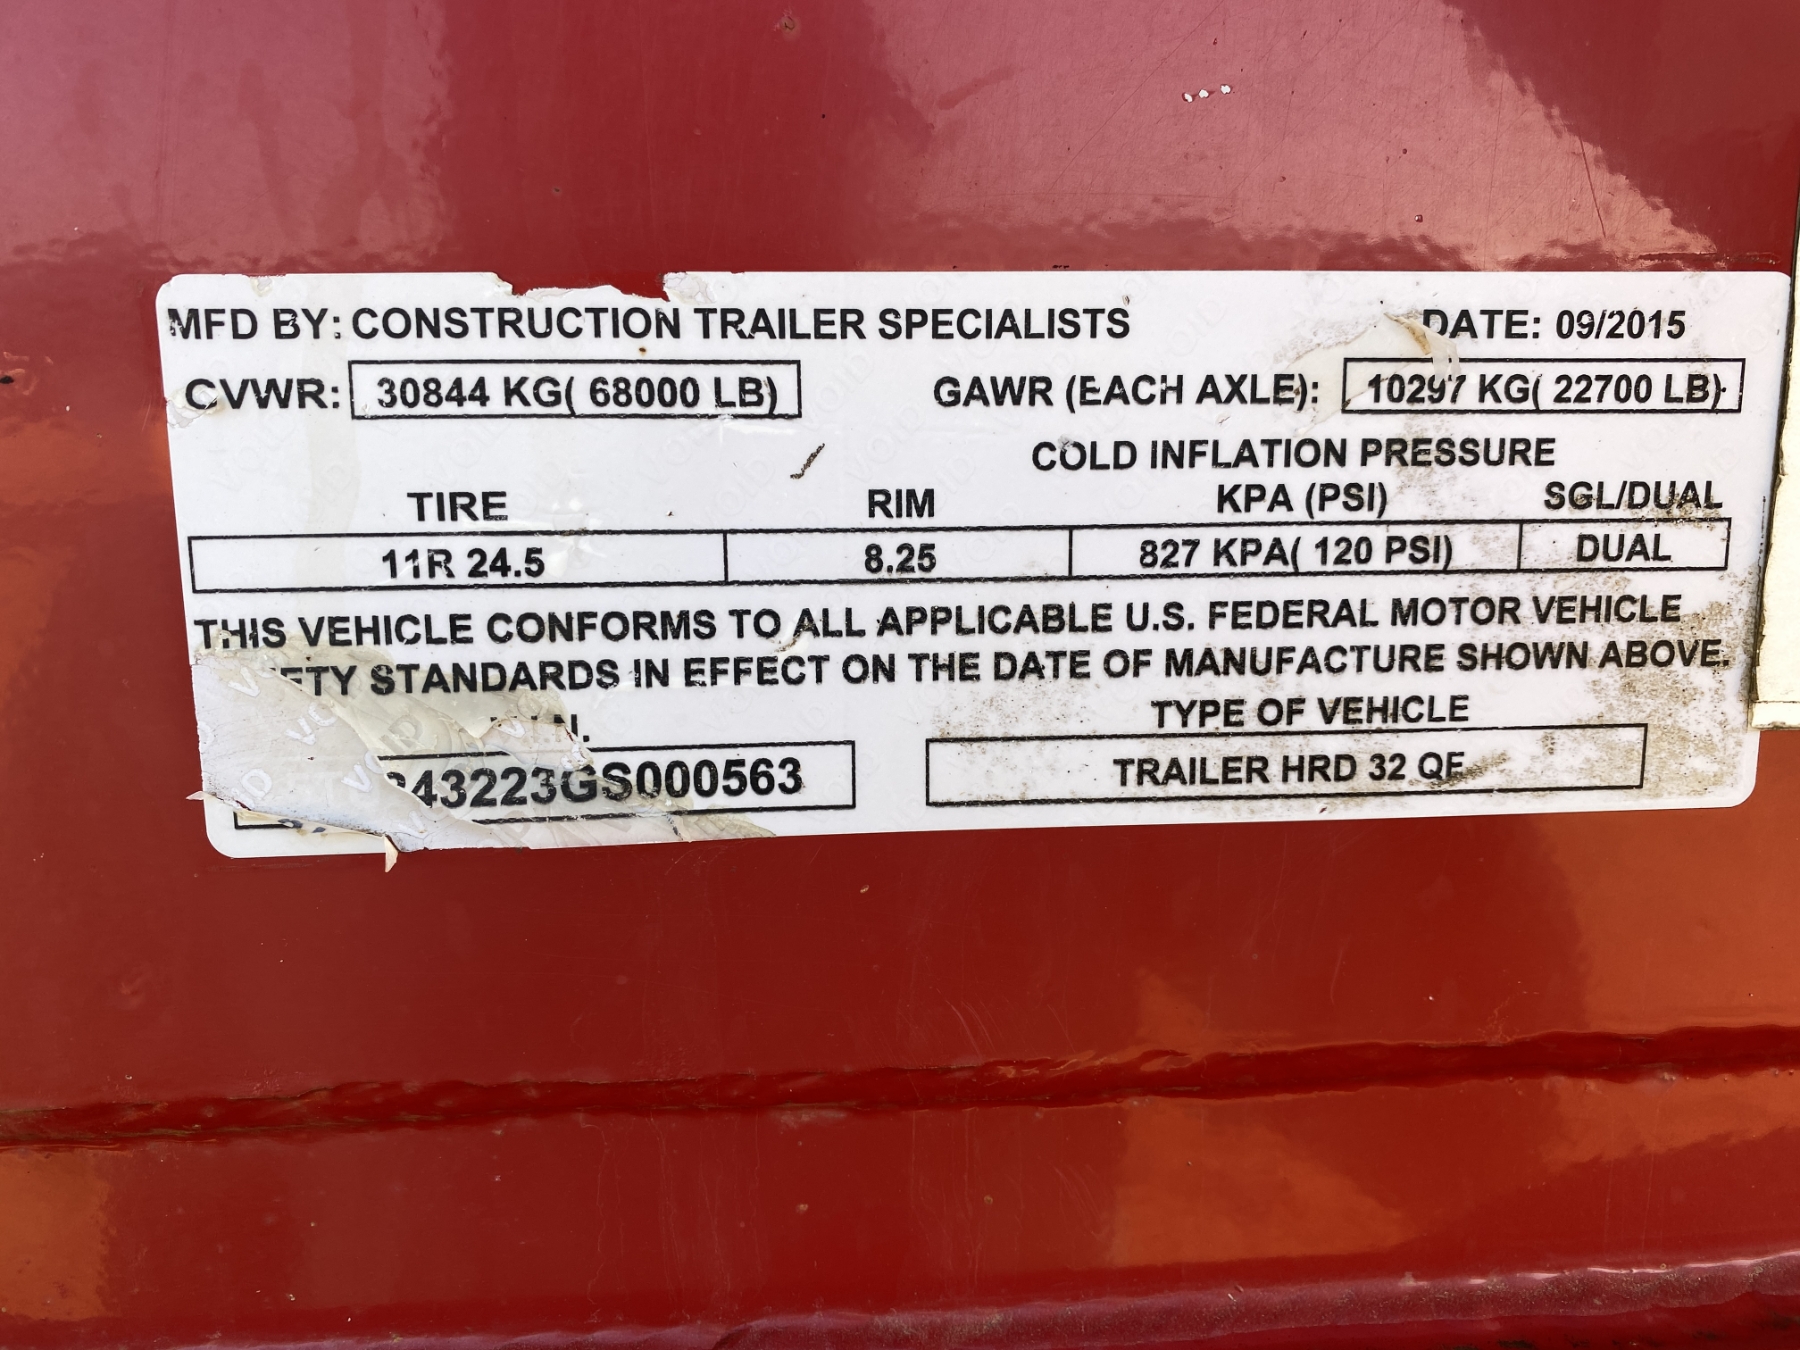 MFD BY: CONSTRUCTION TRAILER SPECIALISTS DATE: 09/2015
GVWR: 30844 KG( 68000 LB) GAWR (EACH AXLE): 10297 KG( 22700 LB)
COLD INFLATION PRESSURE
TIRE RIM KPA (PSI) SGL/DUAL
11R 24.5 8.25 827 KPA( 120 PSI) DUAL
THIS VEHICLE CONFORMS TO ALL APPLICABLE U.S. FEDERAL MOTOR VEHICLE
ETY STANDARDS IN EFFECT ON THE DATE OF MANUFACTURE SHOWN ABOVE.
TYPE OF VEHICLE
43223GS000563 TRAILER HRD 32 QF